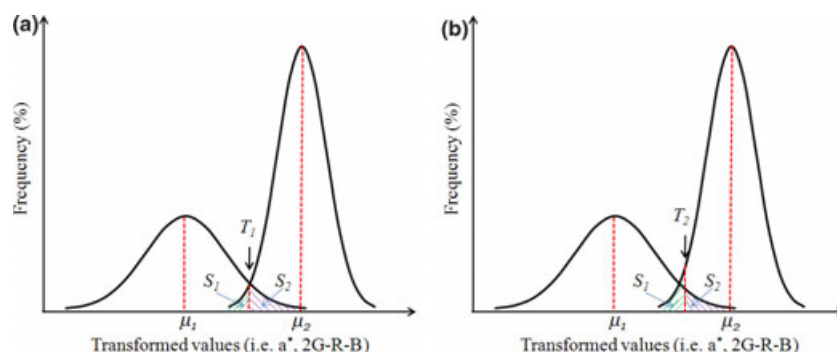 (a)
Frequency (%)
T1
S1
S2
μ1
μ2
Transformed values (i.e. a*, 2G-R-B)
(b)
Frequency (%)
T2
S1
S2
μ1
μ2
Transformed values (i.e. a*, 2G-R-B)